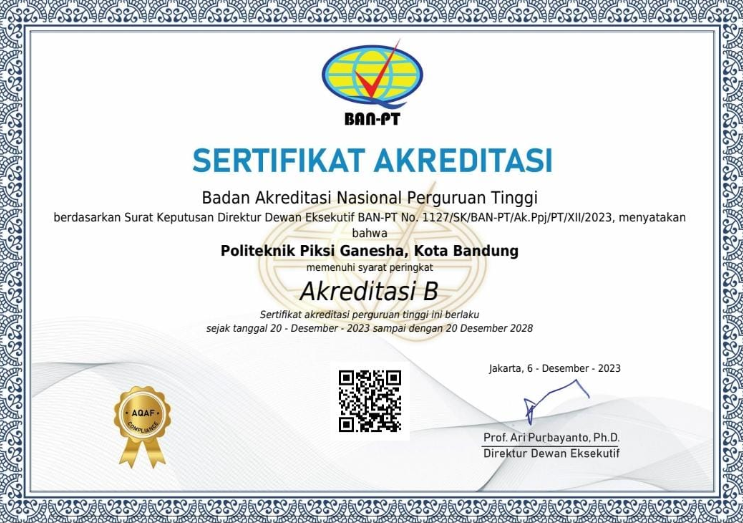 BAN-PT
SERTIFIKAT AKREDITASI
Badan Akreditasi Nasional Perguruan Tinggi
berdasarkan Surat Keputusan Direktur Dewan Eksekutif BAN-PT No. 1127/SK/BAN-PT/Ak.Ppj/PT/XII/2023, menyatakan
bahwa
Politeknik Piksi Ganesha, Kota Bandung
memenuhi syarat peringkat
Akreditasi B
Sertifikat akreditasi perguruan tinggi ini berlaku
sejak tanggal 20 - Desember - 2023 sampai dengan 20 Desember 2028
Jakarta, 6 - Desember - 2023
AQAF
COMPLIANCE
Prof. Ari Purbayanto, Ph.D.
Direktur Dewan Eksekutif